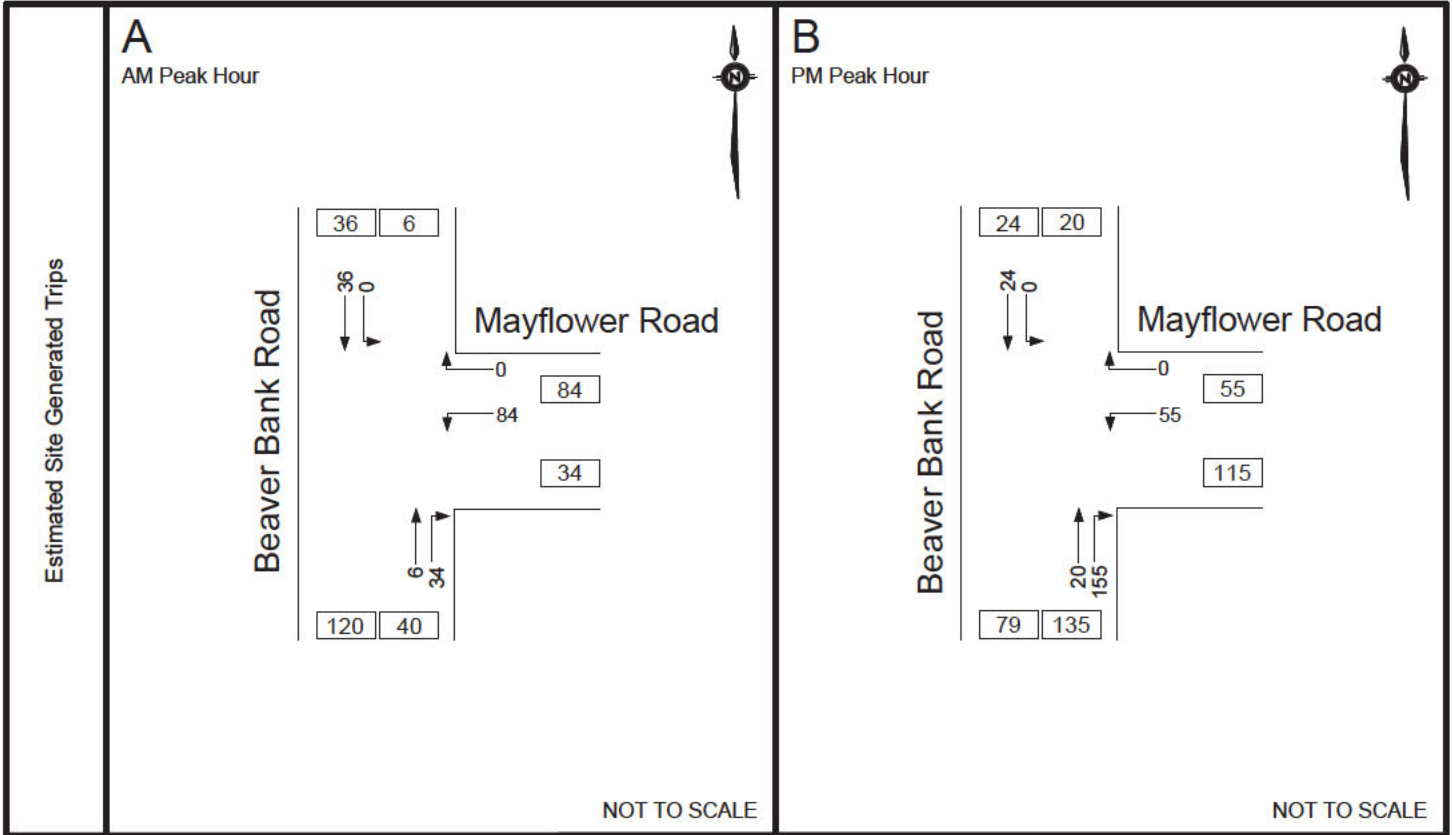 Estimated Site Generated Trips
A
AM Peak Hour
N
36 6
36
0
Beaver Bank Road
Mayflower Road
0
84
84
34
6
34
120 40
NOT TO SCALE
B
PM Peak Hour
N
24 20
24
0
Beaver Bank Road
Mayflower Road
0
55
55
115
20
155
79 135
NOT TO SCALE